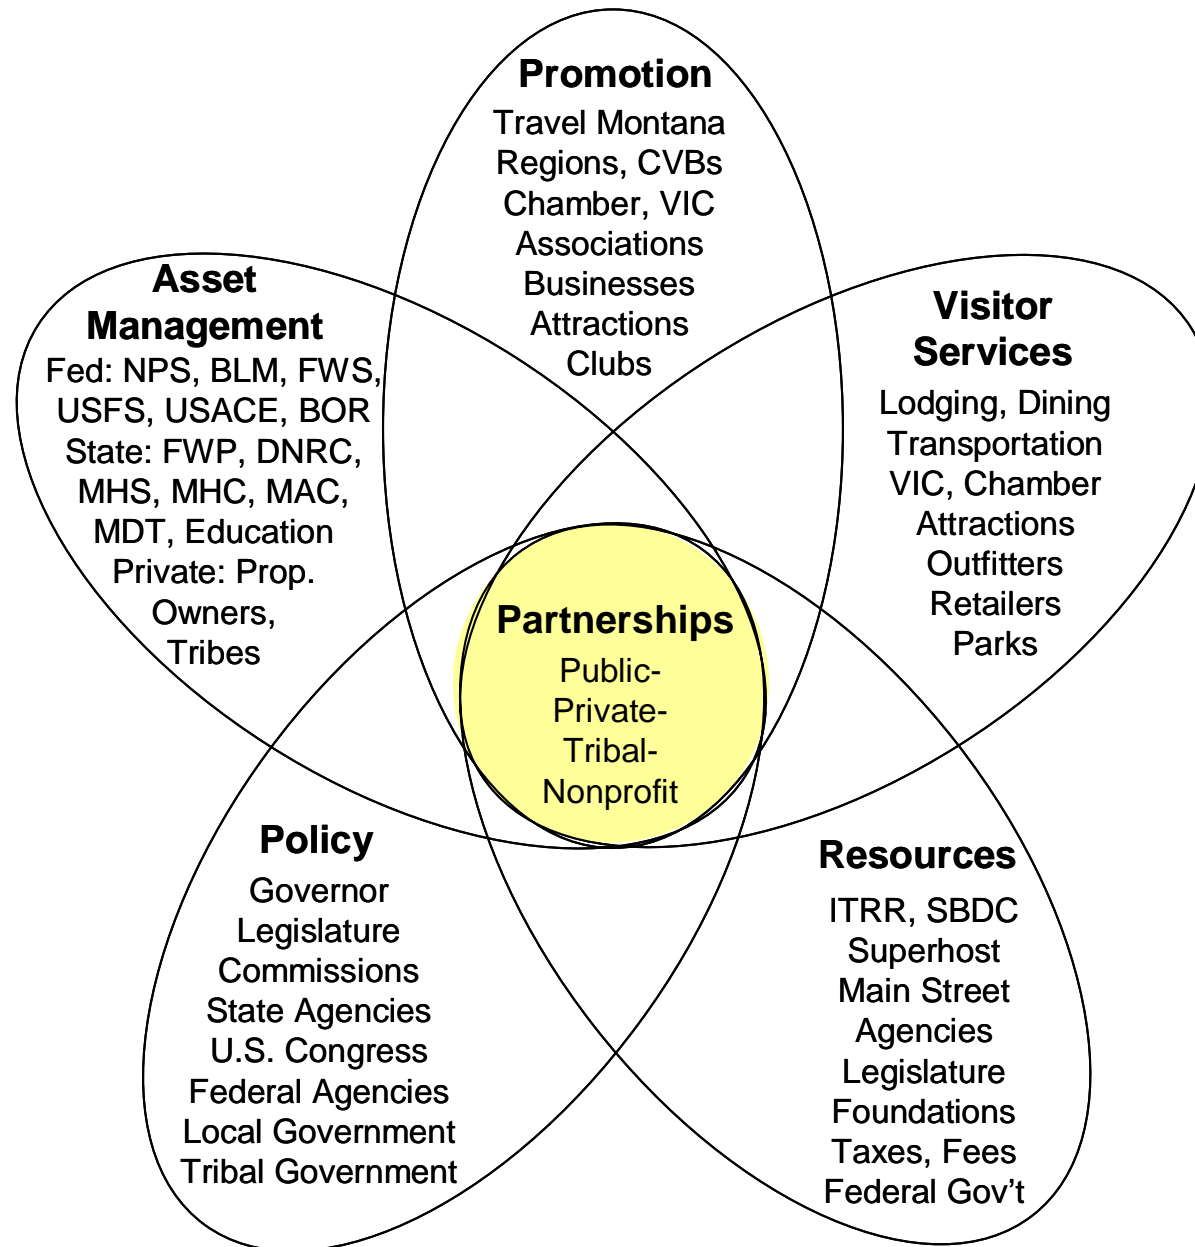 Promotion
Travel Montana
Regions, CVBs
Chamber, VIC
Associations
Businesses
Attractions
Clubs
Asset
Management
Fed: NPS, BLM, FWS,
USFS, USACE, BOR
State: FWP, DNRC,
MHS, MHC, MAC,
MDT, Education
Private: Prop.
Owners,
Tribes
Visitor
Services
Lodging, Dining
Transportation
VIC, Chamber
Attractions
Outfitters
Retailers
Parks
Partnerships
Public-
Private-
Tribal-
Nonprofit
Policy
Governor
Legislature
Commissions
State Agencies
U.S. Congress
Federal Agencies
Local Government
Tribal Government
Resources
ITRR, SBDC
Superhost
Main Street
Agencies
Legislature
Foundations
Taxes, Fees
Federal Gov't